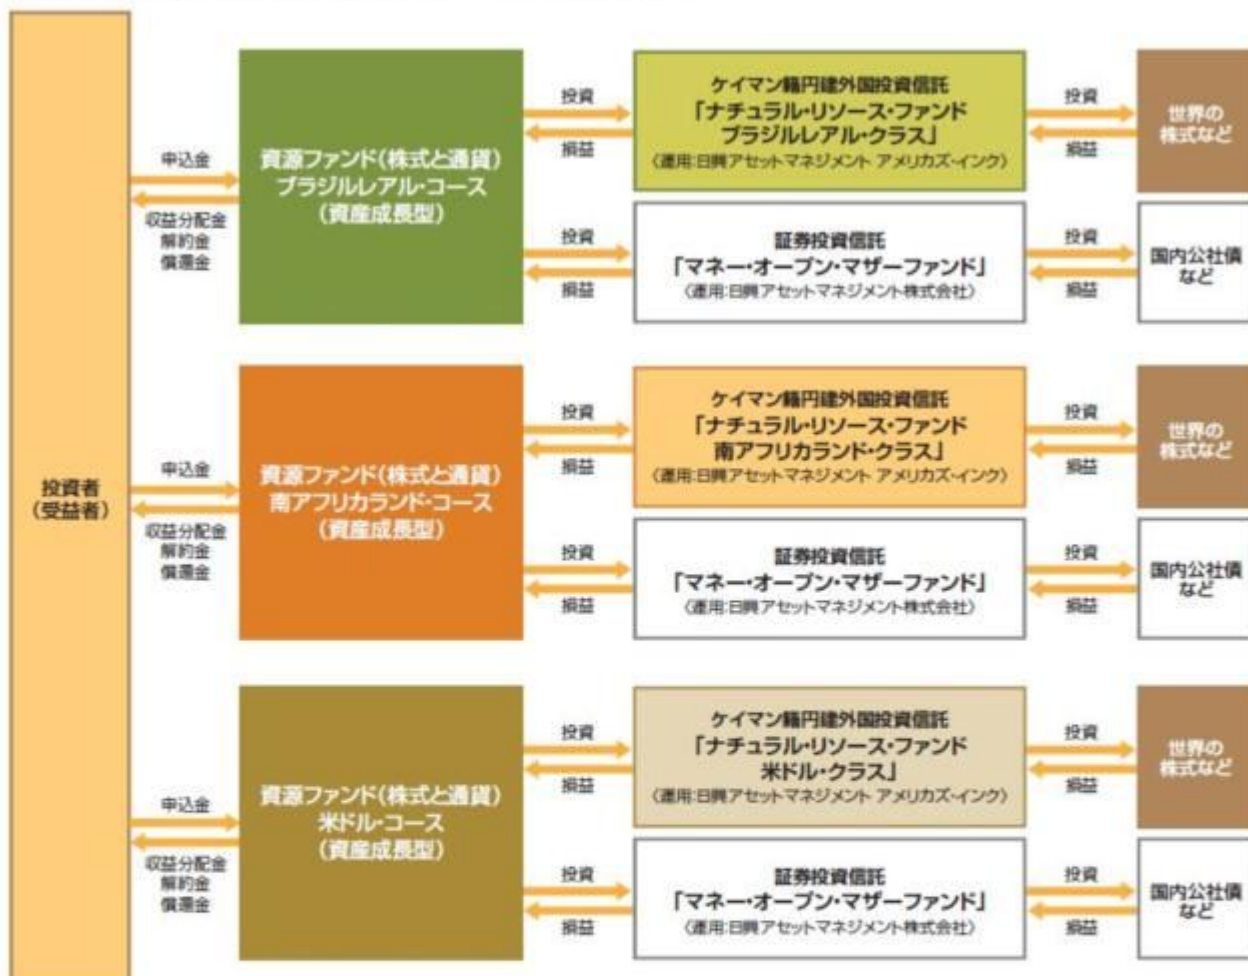 投資者
(受益者)
申込金
収益分配金
解約金
償還金
資源ファンド(株式と通貨)
ブラジルレアル・コース
(資産成長型)
投資
損益
ケイマン籍円建外国投資信託
「ナチュラル・リソース・ファンド
ブラジルレアル・クラス」
〈運用:日興アセットマネジメント アメリカズ・インク〉
投資
損益
世界の
株式など
投資
損益
証券投資信託
「マネー・オープン・マザーファンド」
〈運用:日興アセットマネジメント株式会社〉
投資
損益
国内公社債
など
申込金
収益分配金
解約金
償還金
資源ファンド(株式と通貨)
南アフリカランド・コース
(資産成長型)
投資
損益
ケイマン籍円建外国投資信託
「ナチュラル・リソース・ファンド
南アフリカランド・クラス」
〈運用:日興アセットマネジメント アメリカズ・インク〉
投資
損益
世界の
株式など
投資
損益
証券投資信託
「マネー・オープン・マザーファンド」
〈運用:日興アセットマネジメント株式会社〉
投資
損益
国内公社債
など
申込金
収益分配金
解約金
償還金
資源ファンド(株式と通貨)
米ドル・コース
(資産成長型)
投資
損益
ケイマン籍円建外国投資信託
「ナチュラル・リソース・ファンド
米ドル・クラス」
〈運用:日興アセットマネジメント アメリカズ・インク〉
投資
損益
世界の
株式など
投資
損益
証券投資信託
「マネー・オープン・マザーファンド」
〈運用:日興アセットマネジメント株式会社〉
投資
損益
国内公社債
など